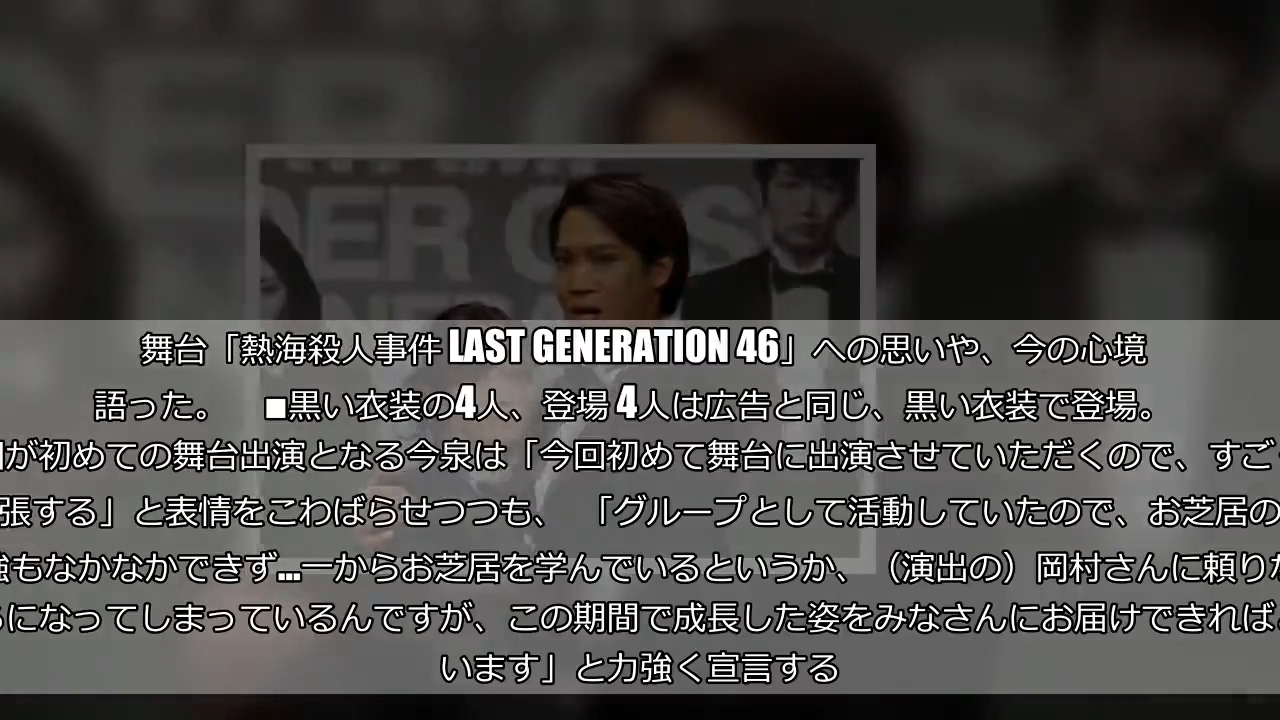 DER C S
舞台「熱海殺人事件 LAST GENERATION 46」への思いや、今の心境
語った。 ■黒い衣装の4人、登場 4人は広告と同じ、黒い衣装で登場。
が初めての舞台出演となる今泉は「今回初めて舞台に出演させていただくので、すご
張する」と表情をこわばらせつつも、 「グループとして活動していたので、お芝居の
強もなかなかできず...一からお芝居を学んでいるというか、（演出の）岡村さんに頼りな
うになってしまっているんですが、この期間で成長した姿をみなさんにお届けできれば
います」と力強く宣言する